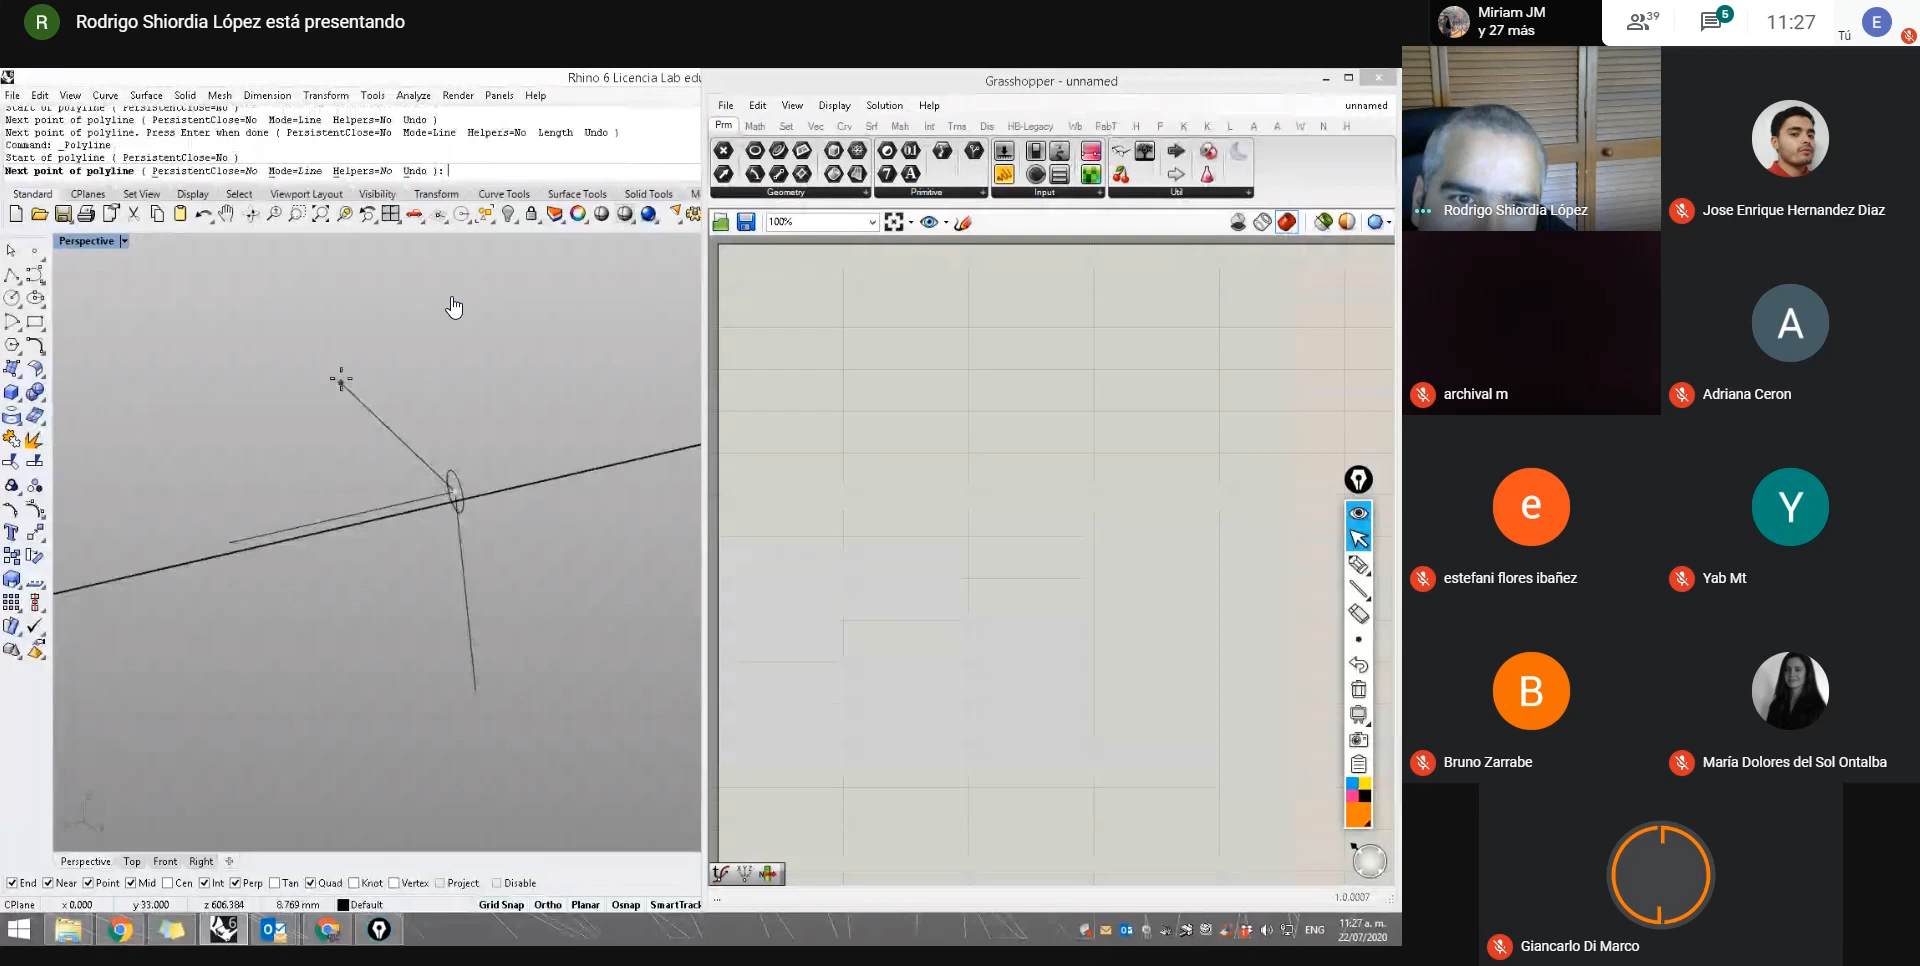 R
Rodrigo Shiordia López está presentando
Miriam JM
y 27 más
39
5
11:27
Tú
E
Rhino 6 Licencia Lab edu
File Edit View Curve Surface Solid Mesh Dimension Transform Tools Analyze Render Panels Help
Start of polyline ( PersistentClose=No )
Next point of polyline ( PersistentClose=No Mode=Line Helpers=No Undo )
Next point of polyline. Press Enter when done ( PersistentClose=No Mode=Line Helpers=No Length Undo )
Command: _Polyline
Start of polyline ( PersistentClose=No )
Next point of polyline ( PersistentClose=No Mode=Line Helpers=No Undo ):
Standard CPlanes Set View Display Select Viewport Layout Visibility Transform Curve Tools Surface Tools Solid Tools M
Perspective
Perspective Top Front Right
End Near Point Mid Cen Int Perp Tan Quad Knot Vertex Project Disable
CPlane x 0.000 y 33.000 z 606.384 8.769 mm Default Grid Snap Ortho Planar Osnap SmartTrack
Grasshopper - unnamed
File Edit View Display Solution Help
unnamed
Prm Math Set Vec Crv Srf Msh Int Trns Dis HB-Legacy Wb FabT H F K K L A A W N H
Geometry Primitive Input Util
100%
...
1.0.0007
ENG
11:27 a. m.
22/07/2020
Rodrigo Shiordia López
Jose Enrique Hernandez Diaz
archival m
A
Adriana Ceron
e
estefani flores ibañez
Y
Yab Mt
B
Bruno Zarrabe
María Dolores del Sol Ontalba
Giancarlo Di Marco